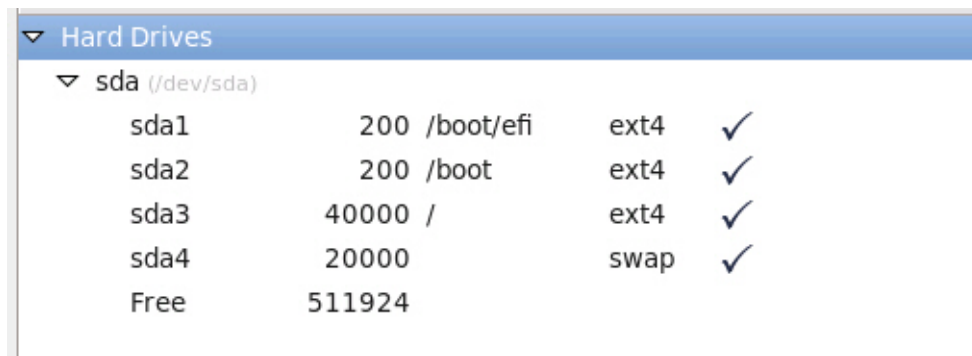 Hard Drives
sda (/dev/sda)
sda1 200 /boot/efi ext4
sda2 200 /boot ext4
sda3 40000 / ext4
sda4 20000 swap
Free 511924